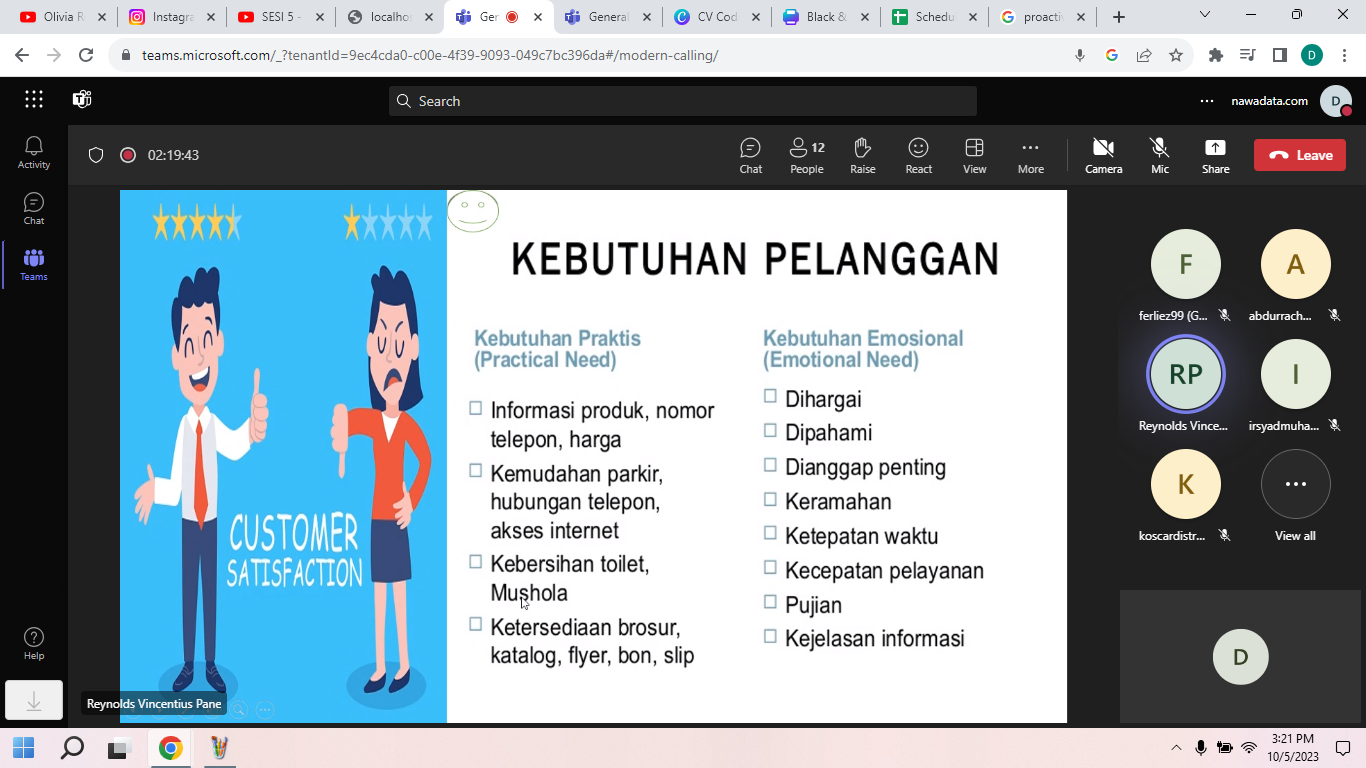 Olivia R
Instagra
SESI 5 -
localhos
Ger
General
CV Cod
Black &
Schedu
proacti
teams.microsoft.com/_?tenantId=9ec4cda0-c00e-4f39-9093-049c7bc396da#/modern-calling/
D
Search
nawadata.com
D
Activity
Chat
Teams
Help
02:19:43
Chat
People
12
Raise
React
View
More
Camera
Mic
Share
Leave
KEBUTUHAN PELANGGAN
Kebutuhan Praktis
(Practical Need)
Informasi produk, nomor
telepon, harga
Kemudahan parkir,
hubungan telepon,
akses internet
Kebersihan toilet,
Mushola
Ketersediaan brosur,
katalog, flyer, bon, slip
Kebutuhan Emosional
(Emotional Need)
Dihargai
Dipahami
Dianggap penting
Keramahan
Ketepatan waktu
Kecepatan pelayanan
Pujian
Kejelasan informasi
CUSTOMER
SATISFACTION
Reynolds Vincentius Pane
F
ferliez99 (G...
A
abdurrach...
RP
Reynolds Vince...
I
irsyadmuha...
K
koscardistr...
View all
D
3:21 PM
10/5/2023